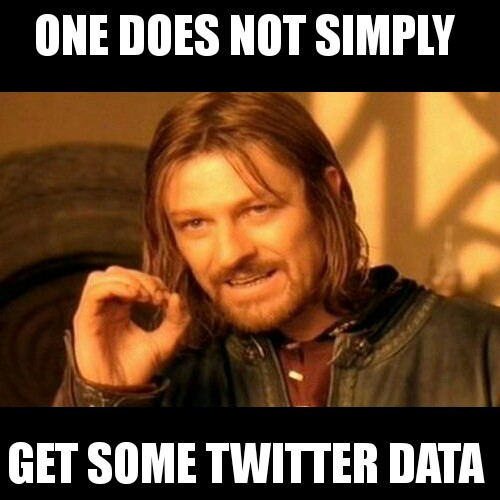 ONE DOES NOT SIMPLY
GET SOME TWITTER DATA